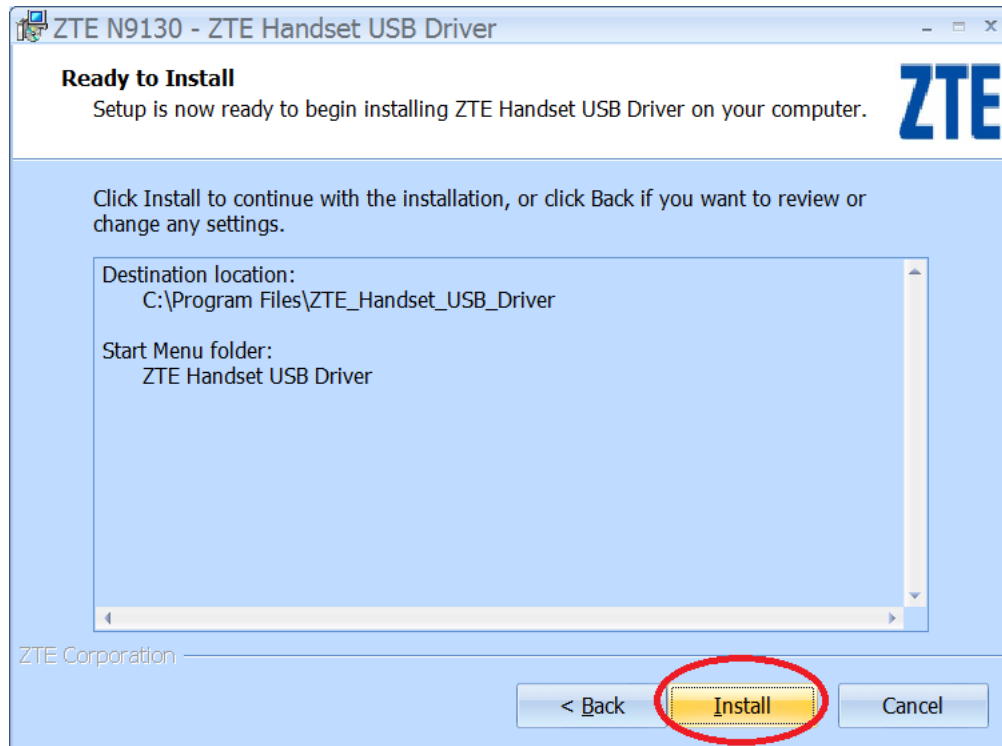 ZTE N9130 - ZTE Handset USB Driver
Ready to Install
Setup is now ready to begin installing ZTE Handset USB Driver on your computer.
ZTE
Click Install to continue with the installation, or click Back if you want to review or
change any settings.
Destination location:
C:\Program Files\ZTE_Handset_USB_Driver
Start Menu folder:
ZTE Handset USB Driver
ZTE Corporation
< Back
Install
Cancel